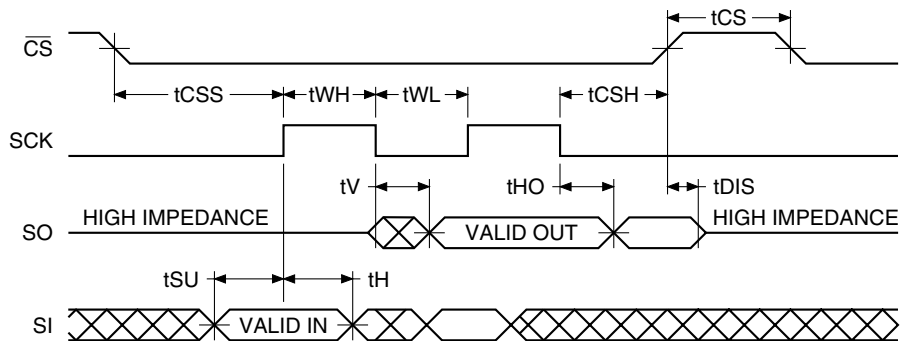 tCS
CS
tCSS tWH tWL tCSH
SCK
tV tHO tDIS
HIGH IMPEDANCE HIGH IMPEDANCE
SO VALID OUT
tSU tH
SI VALID IN